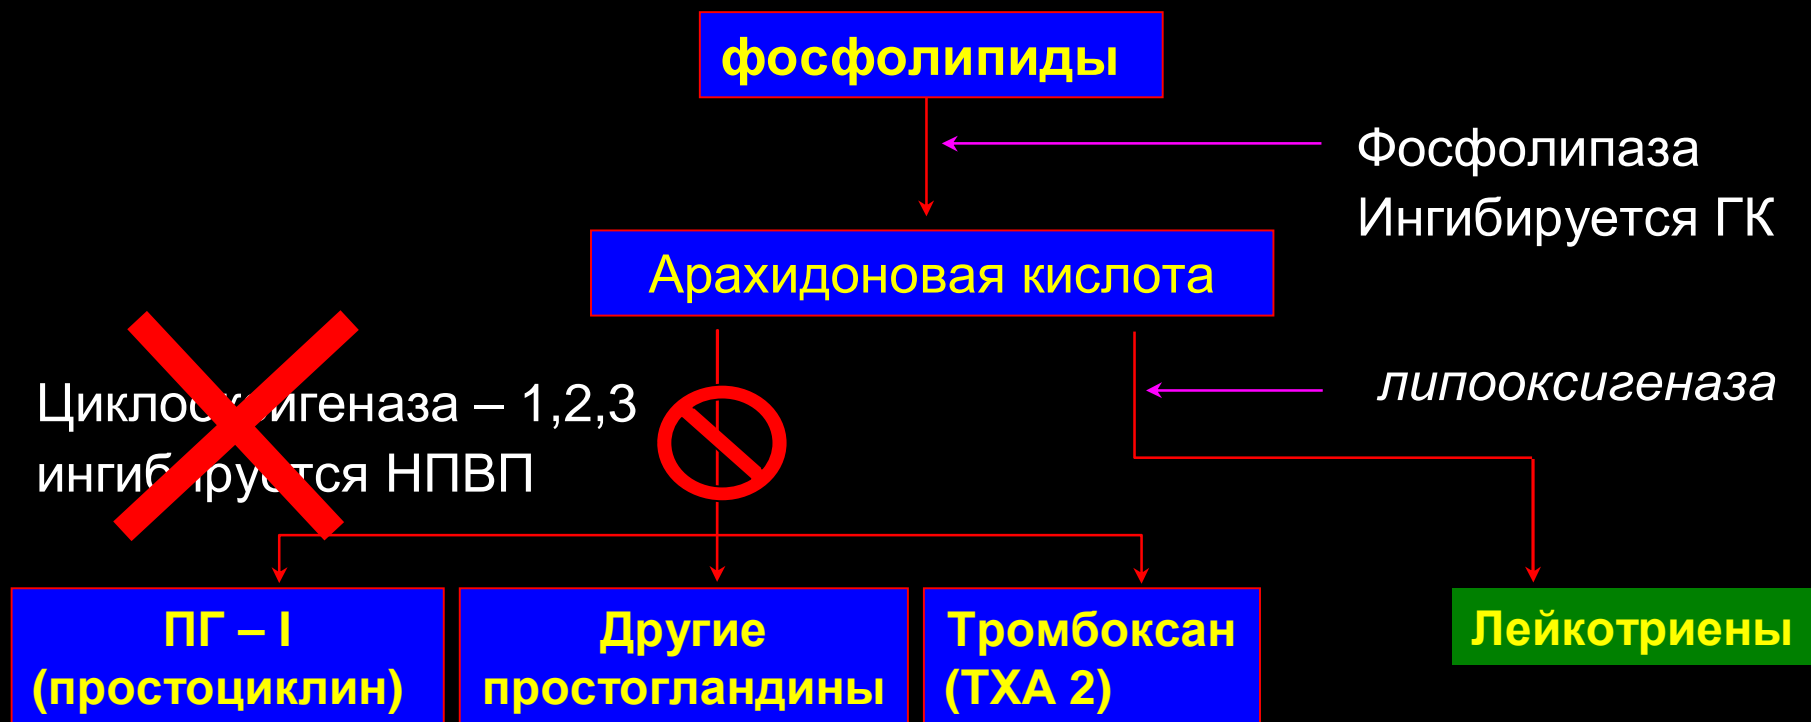 фосфолипиды
Фосфолипаза
Ингибируется ГК
Арахидоновая кислота
липооксигеназа
Циклооксигеназа – 1,2,3
ингибируется НПВП
ПГ – I
(простоциклин)
Другие
простогландины
Тромбоксан
(ТХА 2)
Лейкотриены